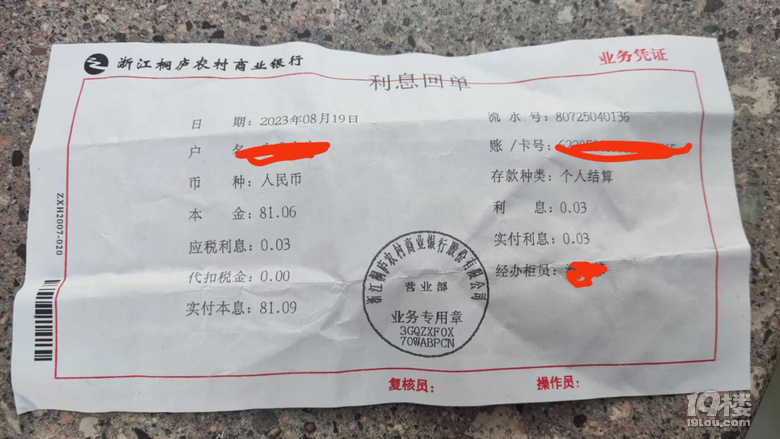 浙江桐庐农村商业银行
业务凭证
利息回单
日 期：2023年08月19日
流水号：80725040136
户 名
账/卡号：
币 种：人民币
存款种类：个人结算
本 金：81.06
利 息：0.03
应税利息：0.03
实付利息：0.03
代扣税金：0.00
经办柜员：
实付本息：81.09
浙江桐庐农村商业银行股份有限公司
营业部
业务专用章
3GQZXF0X
70WABPCN
复核员：
操作员：
ZXH2007-020
19楼
19lou.com